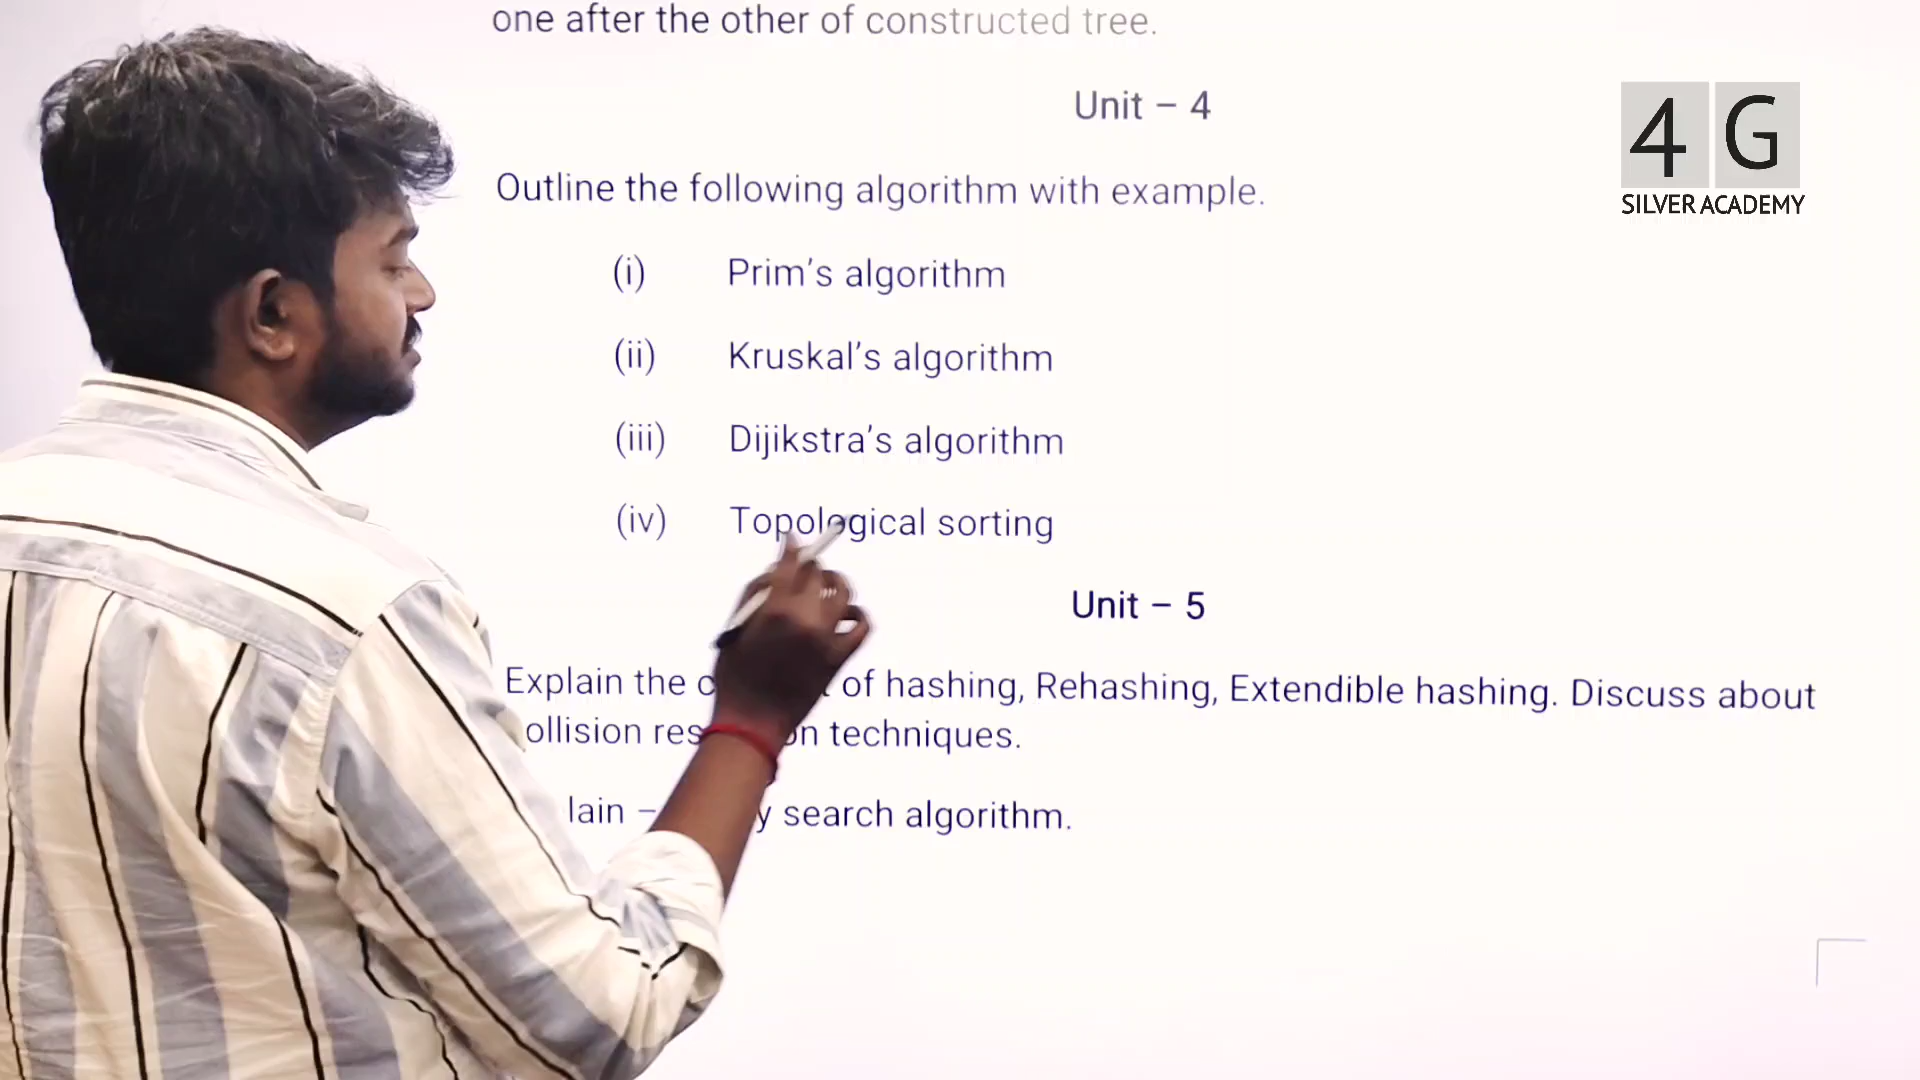 one after the other of constructed tree.
Unit – 4
4 G
SILVER ACADEMY
Outline the following algorithm with example.
(i) Prim's algorithm
(ii) Kruskal's algorithm
(iii) Dijikstra's algorithm
(iv) Topological sorting
Unit – 5
Explain the of hashing, Rehashing, Extendible hashing. Discuss about
ollision techniques.
lain – search algorithm.